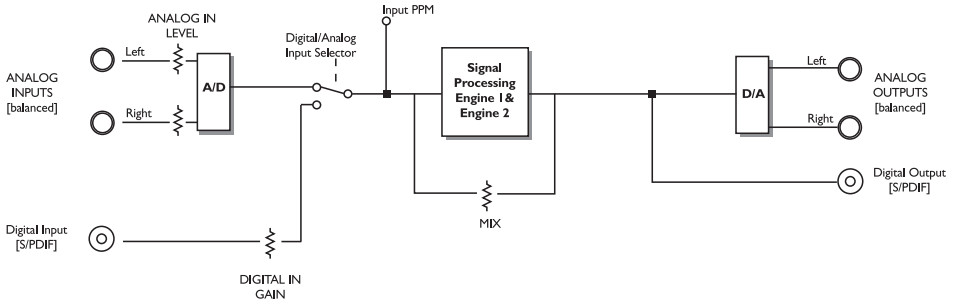 Input PPM
ANALOG IN
LEVEL
Digital/Analog
Input Selector
Left
ANALOG
INPUTS
[balanced]
A/D
Right
Signal
Processing
Engine 1&
Engine 2
Left
ANALOG
OUTPUTS
[balanced]
D/A
Right
Digital Output
[S/PDIF]
MIX
Digital Input
[S/PDIF]
DIGITAL IN
GAIN